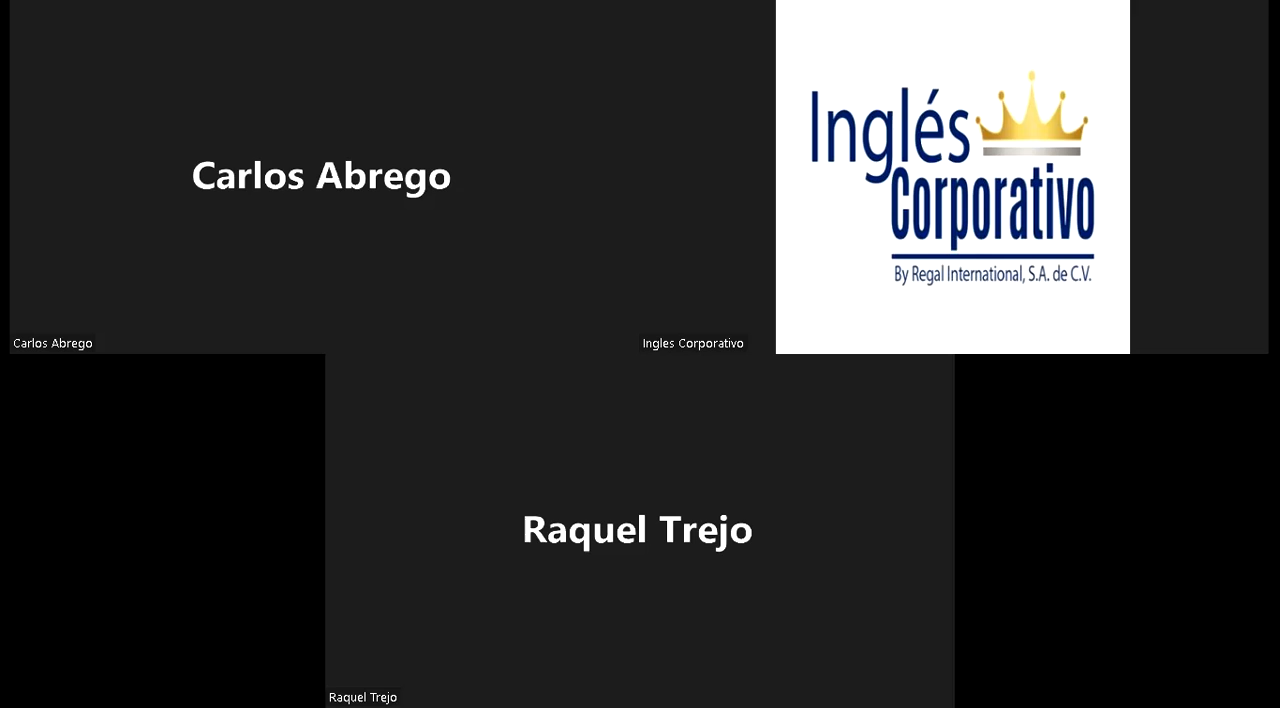 Carlos Abrego
Carlos Abrego
Inglés
Corporativo
By Regal International, S.A. de C.V.
Ingles Corporativo
Raquel Trejo
Raquel Trejo